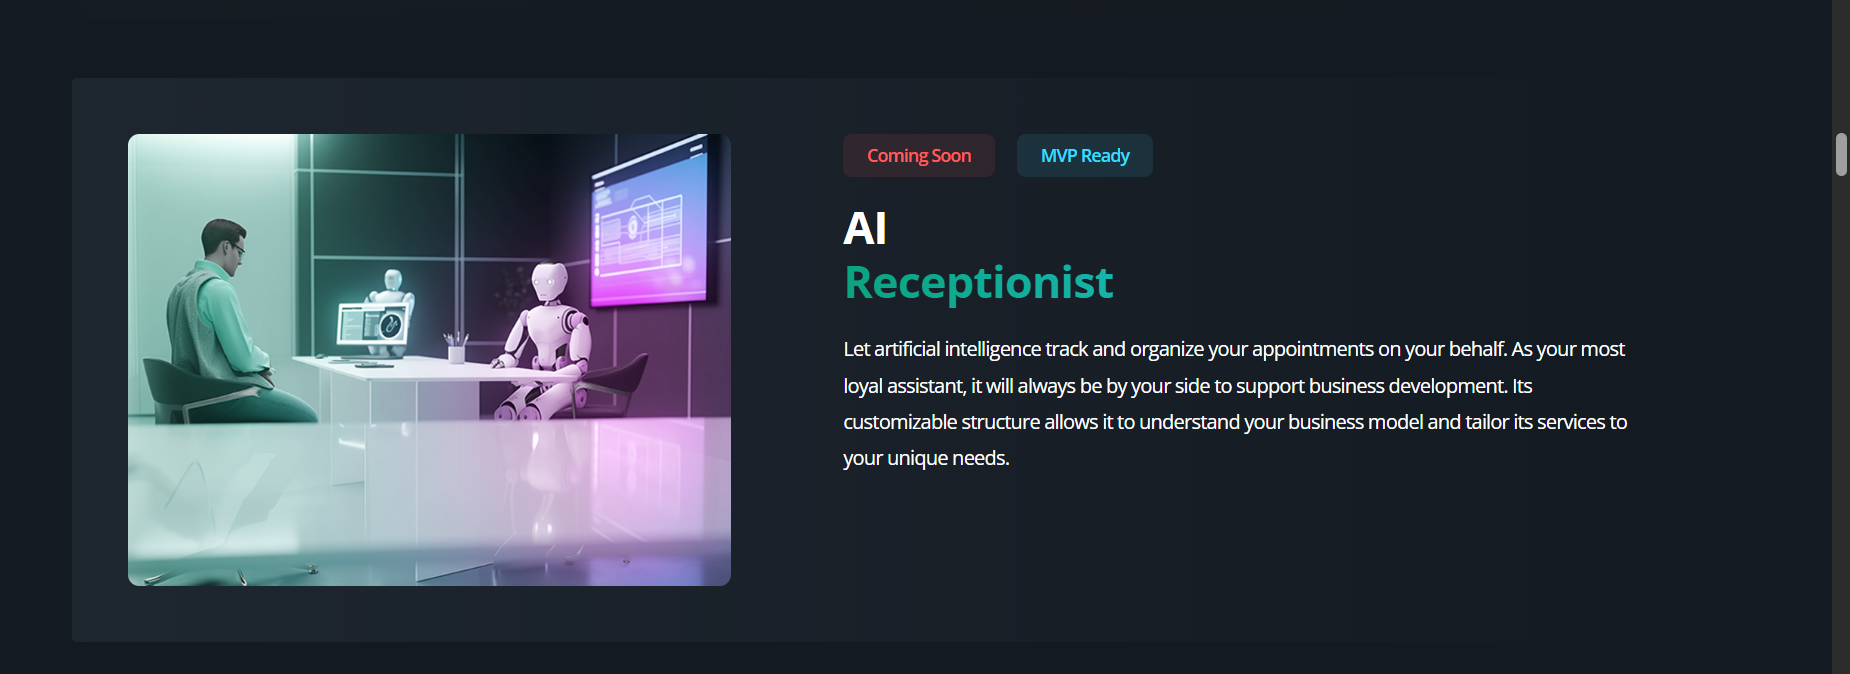 Coming Soon
MVP Ready
AI
Receptionist
Let artificial intelligence track and organize your appointments on your behalf. As your most
loyal assistant, it will always be by your side to support business development. Its
customizable structure allows it to understand your business model and tailor its services to
your unique needs.